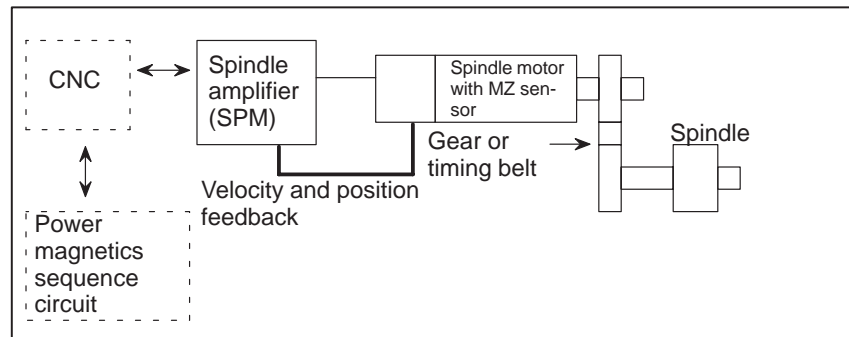 CNC
Spindle
amplifier
(SPM)
Spindle motor
with MZ sen-
sor
Gear or
timing belt
Spindle
Velocity and position
feedback
Power
magnetics
sequence
circuit